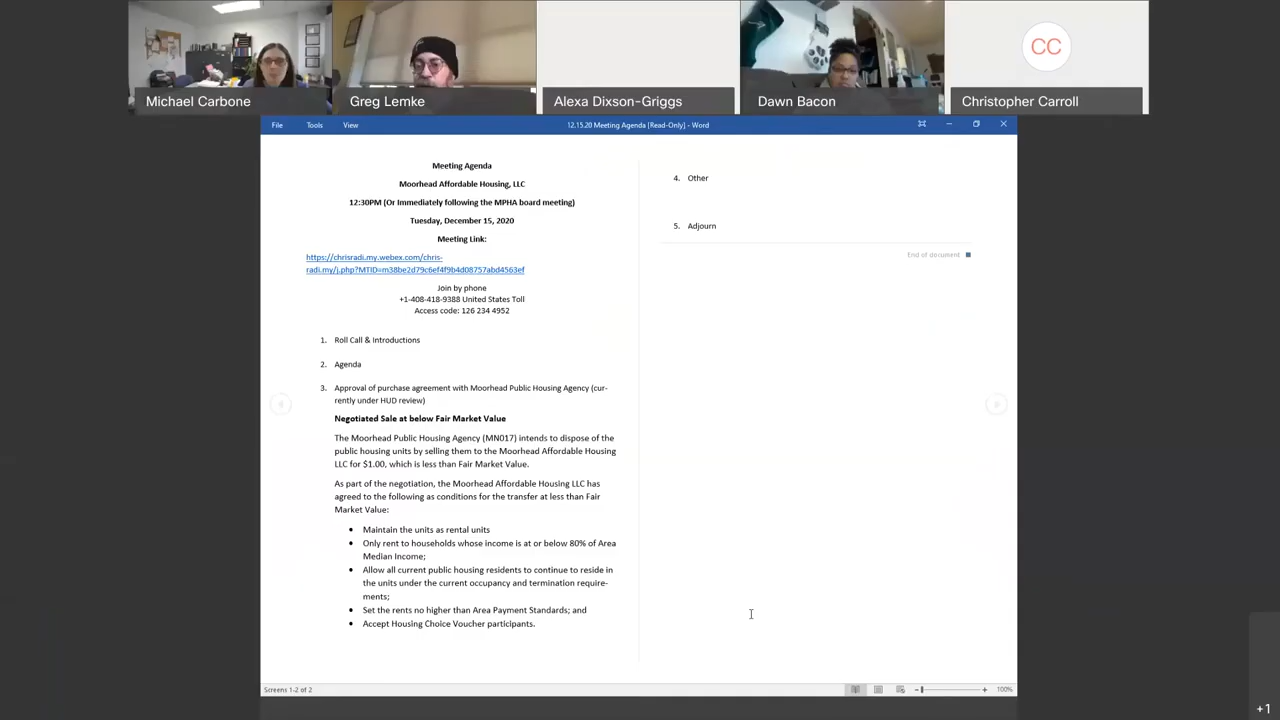 Michael Carbone
Greg Lemke
Alexa Dixson-Griggs
Dawn Bacon
CC
Christopher Carroll
File
Tools
View
12.15.20 Meeting Agenda [Read-Only] - Word
Meeting Agenda
Moorhead Affordable Housing, LLC
12:30PM (Or Immediately following the MPHA board meeting)
Tuesday, December 15, 2020
Meeting Link:
https://chrisradi.my.webex.com/chris-
radi.my/j.php?MTID=m38be2d79c6ef4f9b4d08757abd4563ef
Join by phone
+1-408-418-9388 United States Toll
Access code: 126 234 4952
1. Roll Call & Introductions
2. Agenda
3. Approval of purchase agreement with Moorhead Public Housing Agency (cur-
rently under HUD review)
Negotiated Sale at below Fair Market Value
The Moorhead Public Housing Agency (MN017) intends to dispose of the
public housing units by selling them to the Moorhead Affordable Housing
LLC for $1.00, which is less than Fair Market Value.
As part of the negotiation, the Moorhead Affordable Housing LLC has
agreed to the following as conditions for the transfer at less than Fair
Market Value:
• Maintain the units as rental units
• Only rent to households whose income is at or below 80% of Area
Median Income;
• Allow all current public housing residents to continue to reside in
the units under the current occupancy and termination require-
ments;
• Set the rents no higher than Area Payment Standards; and
• Accept Housing Choice Voucher participants.
4. Other
5. Adjourn
End of document
Screens 1-2 of 2
100%
+1